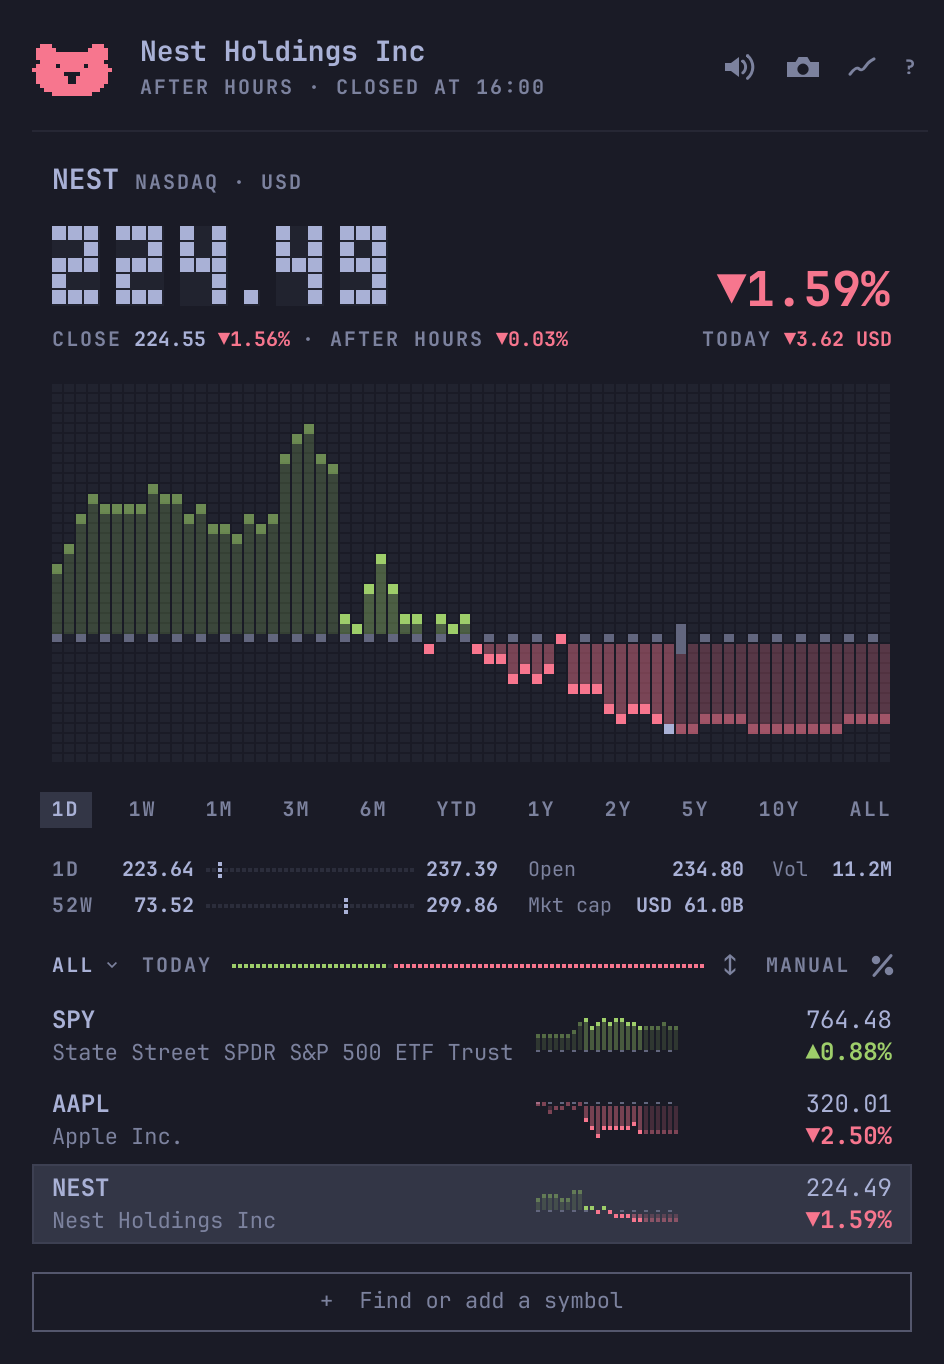 Nest Holdings Inc
AFTER HOURS · CLOSED AT 16:00
?
NEST NASDAQ · USD
224.49
▼1.59%
CLOSE 224.55 ▼1.56% · AFTER HOURS ▼0.03%
TODAY ▼3.62 USD
1D 1W 1M 3M 6M YTD 1Y 2Y 5Y 10Y ALL
1D 223.64 237.39 Open 234.80 Vol 11.2M
52W 73.52 299.86 Mkt cap USD 61.0B
ALL TODAY MANUAL %
SPY 764.48
State Street SPDR S&P 500 ETF Trust ▲0.88%
AAPL 320.01
Apple Inc. ▼2.50%
NEST 224.49
Nest Holdings Inc ▼1.59%
+ Find or add a symbol